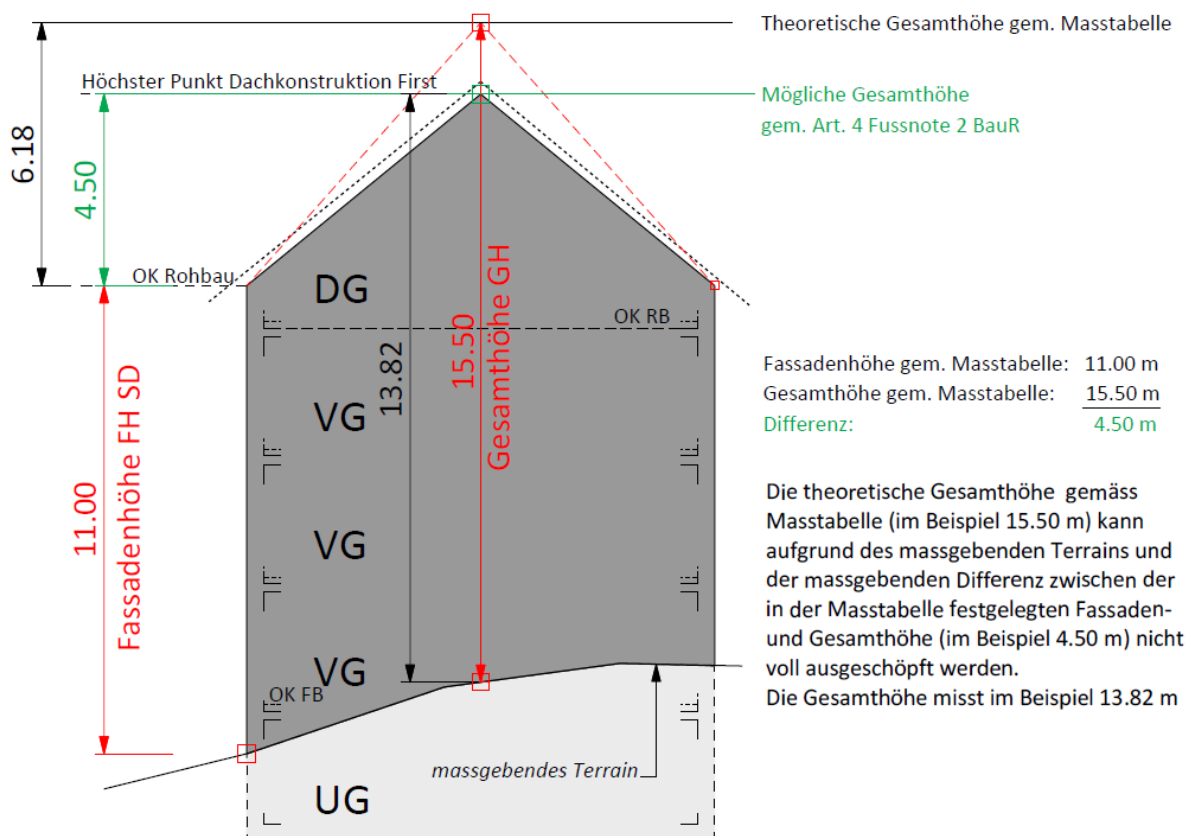 Theoretische Gesamthöhe gem. Masstabelle
Höchster Punkt Dachkonstruktion First
Mögliche Gesamthöhe
gem. Art. 4 Fussnote 2 BauR
6.18
4.50
OK Rohbau
DG
OK RB
15.50
Gesamthöhe GH
13.82
Fassadenhöhe gem. Masstabelle: 11.00 m
Gesamthöhe gem. Masstabelle: 15.50 m
Differenz: 4.50 m
VG
11.00
Fassadenhöhe FH SD
VG
Die theoretische Gesamthöhe gemäss
Masstabelle (im Beispiel 15.50 m) kann
aufgrund des massgebenden Terrains und
der massgebenden Differenz zwischen der
in der Masstabelle festgelegten Fassaden-
und Gesamthöhe (im Beispiel 4.50 m) nicht
voll ausgeschöpft werden.
Die Gesamthöhe misst im Beispiel 13.82 m
VG
OK FB
massgebendes Terrain
UG